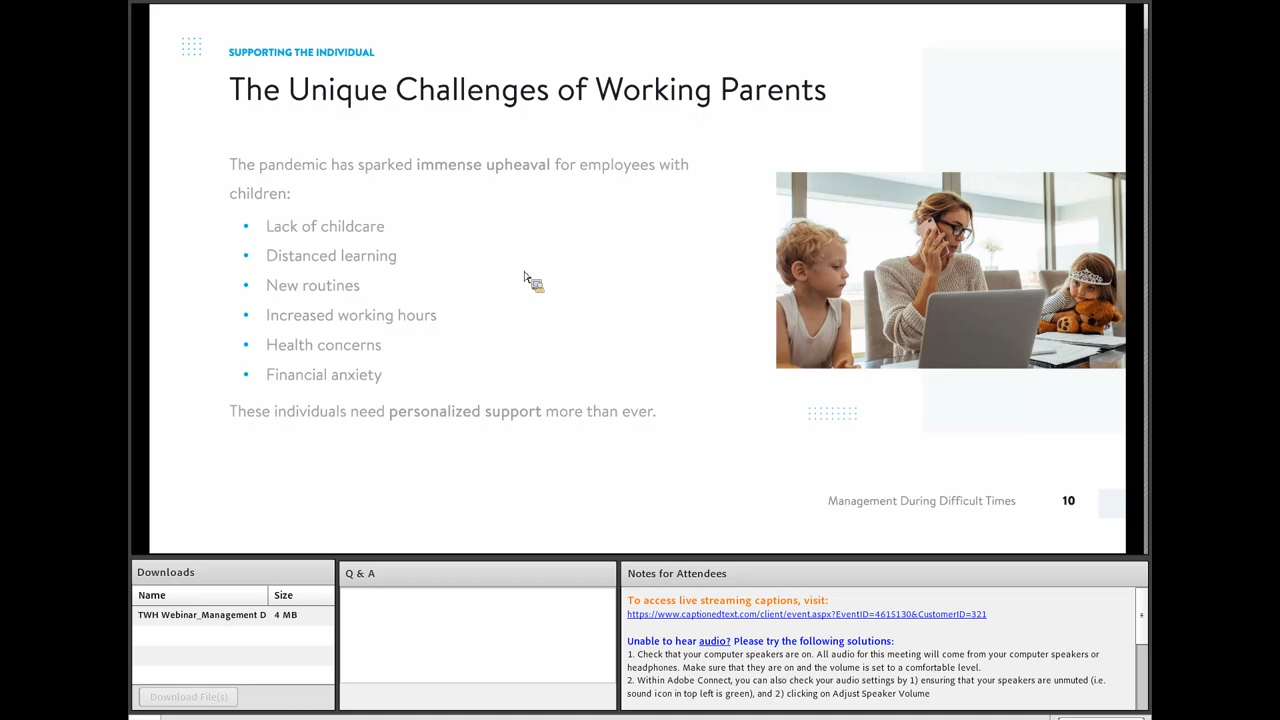 SUPPORTING THE INDIVIDUAL
The Unique Challenges of Working Parents
The pandemic has sparked immense upheaval for employees with
children:
• Lack of childcare
• Distanced learning
• New routines
• Increased working hours
• Health concerns
• Financial anxiety
These individuals need personalized support more than ever.
Management During Difficult Times 10
Downloads
Name Size
TWH Webinar_Management D 4 MB
Download File(s)
Q & A
Notes for Attendees
To access live streaming captions, visit:
https://www.captionedtext.com/client/event.aspx?EventID=4615130&CustomerID=321
Unable to hear audio? Please try the following solutions:
1. Check that your computer speakers are on. All audio for this meeting will come from your computer speakers or
headphones. Make sure that they are on and the volume is set to a comfortable level.
2. Within Adobe Connect, you can also check your audio settings by 1) ensuring that your speakers are unmuted (i.e.
sound icon in top left is green), and 2) clicking on Adjust Speaker Volume